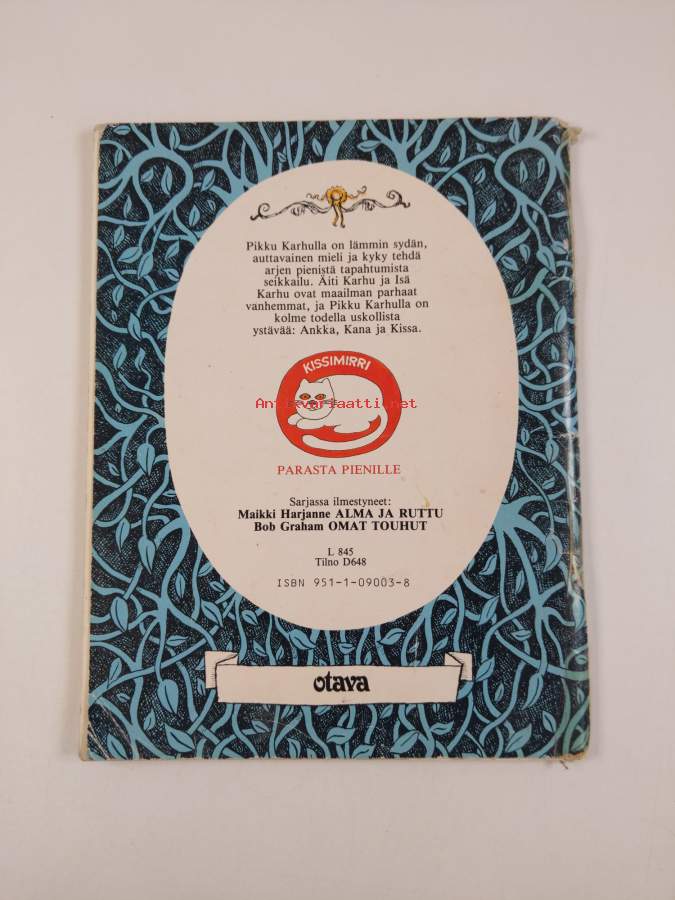 Pikku Karhulla on lämmin sydän,
auttavainen mieli ja kyky tehdä
arjen pienistä tapahtumista
seikkailu. Äiti Karhu ja Isä
Karhu ovat maailman parhaat
vanhemmat, ja Pikku Karhulla on
kolme todella uskollista
ystävää: Ankka, Kana ja Kissa.
KISSIMIRRI
Antikvariaatti.net
PARASTA PIENILLE
Sarjassa ilmestyneet:
Maikki Harjanne ALMA JA RUTTU
Bob Graham OMAT TOUHUT
L 845
Tilno D648
ISBN 951-1-09003-8
otava